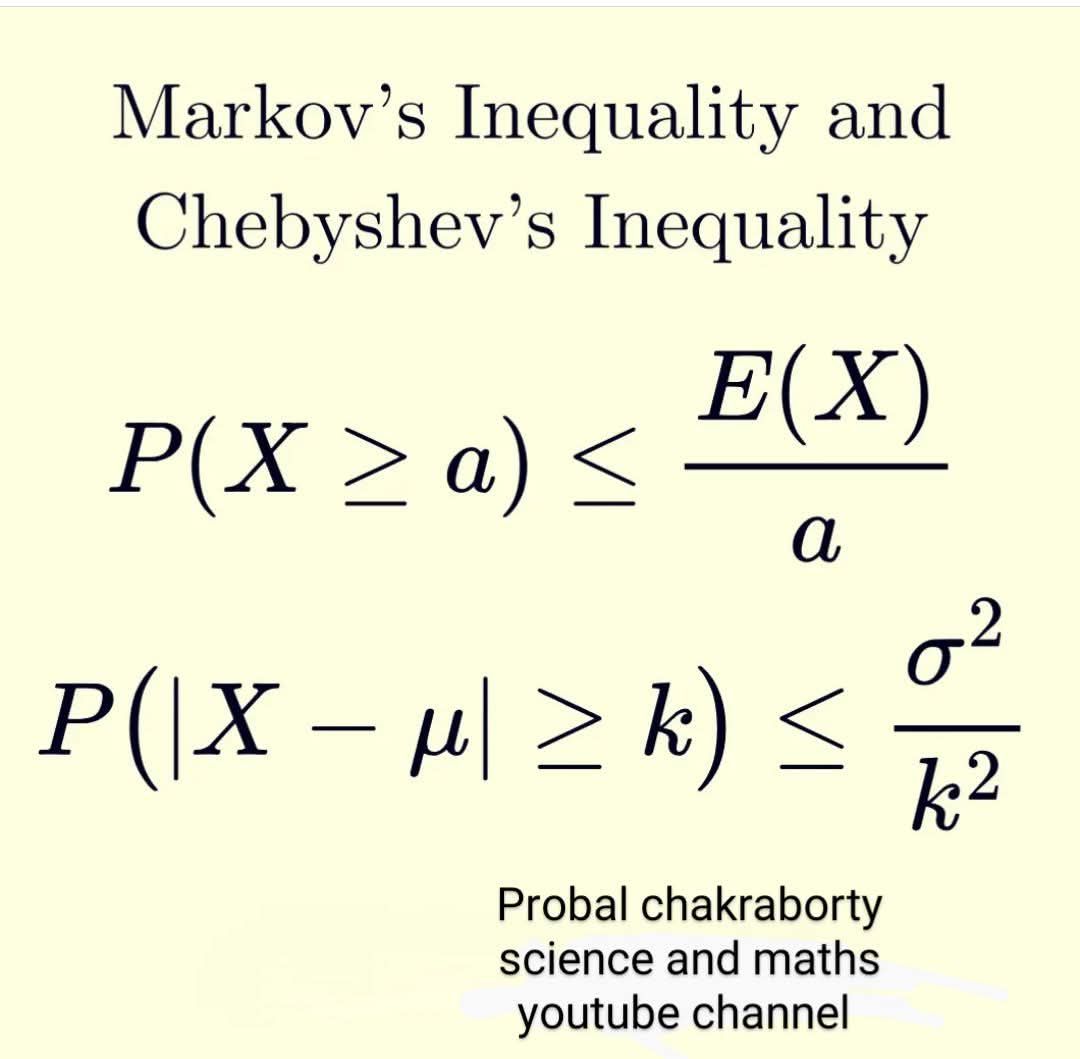 Markov's Inequality and
Chebyshev's Inequality
P(X ≥ a) ≤ E(X)/a
P(|X − μ| ≥ k) ≤ σ²/k²
Probal chakraborty
science and maths
youtube channel